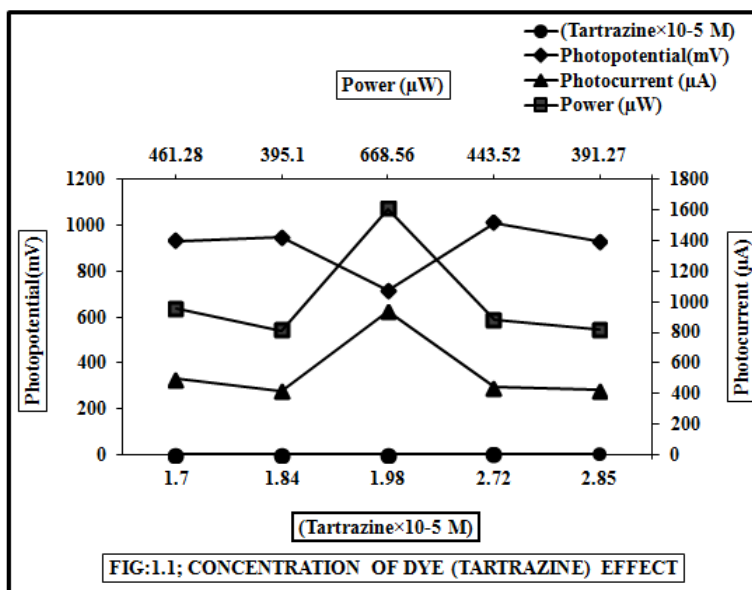 (Tartrazine×10-5 M)
Photopotential(mV)
Photocurrent (µA)
Power (µW)
Power (µW)
461.28 395.1 668.56 443.52 391.27
1200 1800
1000 1600
800 1400
600 1200
400 1000
200 800
0 600
400
200
0
Photopotential(mV)
Photocurrent (µA)
1.7 1.84 1.98 2.72 2.85
(Tartrazine×10-5 M)
FIG:1.1; CONCENTRATION OF DYE (TARTRAZINE) EFFECT